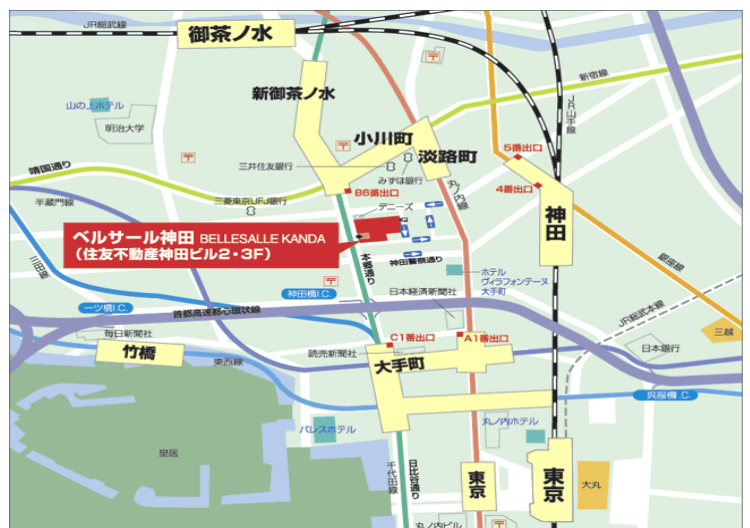 JR総武線
御茶ノ水
新宿線
新御茶ノ水
JR山手線
山の上ホテル
明治大学
小川町
淡路町
5番出口
三井住友銀行
靖国通り
みずほ銀行
B6番出口
丸ノ内線
4番出口
半蔵門線
三菱東京UFJ銀行
デニーズ
神田
ベルサール神田 BELLESALLE KANDA
(住友不動産神田ビル2・3F)
本郷通り
神田警察通り
銀座線
三田線
ホテル
ヴィラフォンテーヌ
大手町
神田橋I.C.
日本経済新聞社
一ツ橋I.C.
首都高速都心環状線
JR総武本線
三越
毎日新聞社
C1番出口
A1番出口
竹橋
東西線
読売新聞社
大手町
日本銀行
呉服橋I.C.
パレスホテル
丸ノ内ホテル
皇居
千代田線
日比谷通り
東京
東京
大丸
丸ノ内ビル